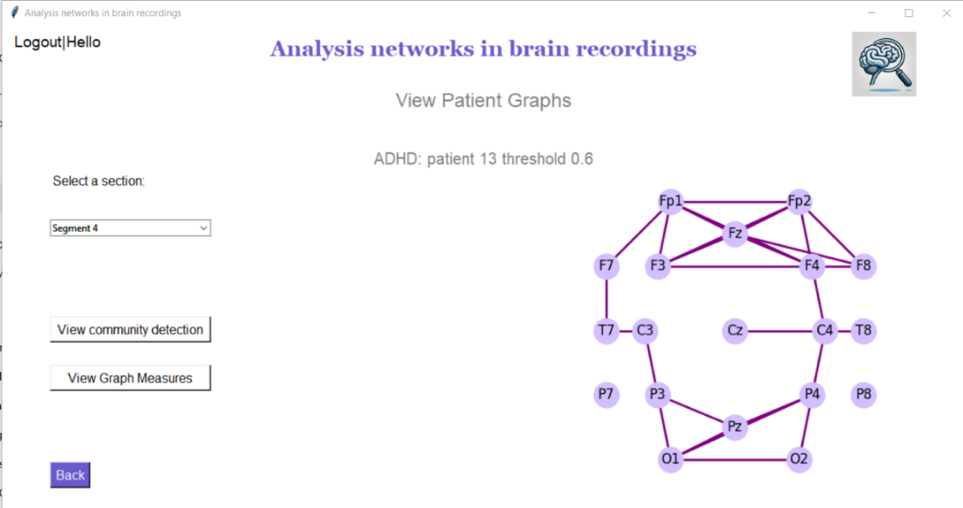 Analysis networks in brain recordings
Logout|Hello
Analysis networks in brain recordings
View Patient Graphs
ADHD: patient 13 threshold 0.6
Select a section:
Segment 4
View community detection
View Graph Measures
Back
Fp1 Fp2
Fz
F7 F3 F4 F8
T7 C3 Cz C4 T8
P7 P3 P4 P8
Pz
O1 O2